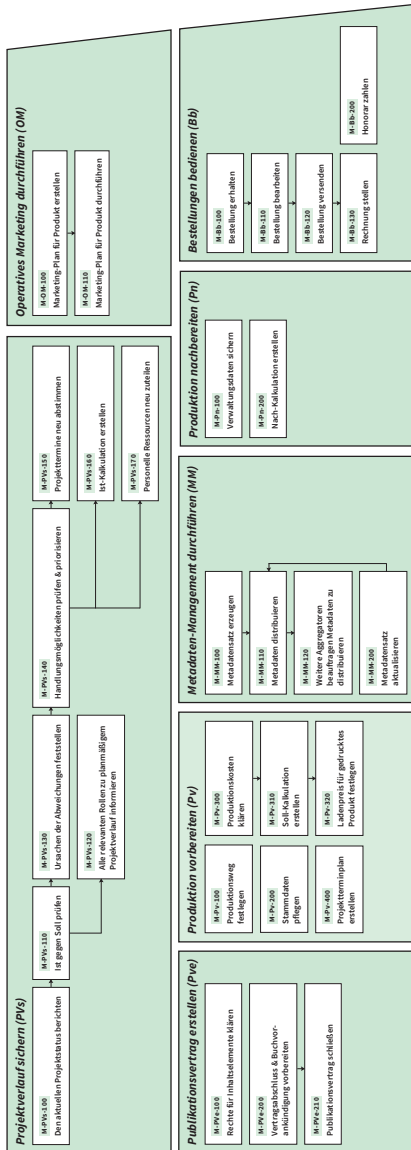 Projektverlauf sichern (PVs)
M-PVs-100
Den aktuellen Projektstatus berichten
M-PVs-110
Ist gegen Soll prüfen
M-PVs-130
Ursachen der Abweichungen feststellen
M-PVs-120
Alle relevanten Rollen zu planmäßigem
Projektverlauf informieren
M-PVs-140
Handlungsmöglichkeiten prüfen & priorisieren
M-PVs-150
Projekttermine neu abstimmen
M-PVs-160
Ist-Kalkulation erstellen
M-PVs-170
Personelle Ressourcen neu zuteilen
Operatives Marketing durchführen (OM)
M-OM-100
Marketing-Plan für Produkt erstellen
M-OM-110
Marketing-Plan für Produkt durchführen
Publikationsvertrag erstellen (Pve)
M-PVe-100
Rechte für Inhaltselemente klären
M-PVe-200
Vertragsabschluss & Buchvor-
ankündigung vorbereiten
M-PVe-210
Publikationsvertrag schließen
Produktion vorbereiten (Pv)
M-Pv-100
Produktionsweg
festlegen
M-Pv-200
Stammdaten
pflegen
M-Pv-400
Projektterminplan
erstellen
M-Pv-300
Produktionskosten
klären
M-Pv-310
Soll-Kalkulation
erstellen
M-Pv-320
Ladenpreis für gedrucktes
Produkt festlegen
Metadaten-Management durchführen (MM)
M-MM-100
Metadatensatz erzeugen
M-MM-110
Metadaten distribuieren
M-MM-120
Weitere Aggregatoren
beauftragen Metadaten zu
distribuieren
M-MM-200
Metadatensatz
aktualisieren
Produktion nachbereiten (Pn)
M-Pn-100
Verwaltungsdaten sichern
M-Pn-200
Nach-Kalkulation erstellen
Bestellungen bedienen (Bb)
M-Bb-100
Bestellung erhalten
M-Bb-110
Bestellung bearbeiten
M-Bb-120
Bestellung versenden
M-Bb-130
Rechnung stellen
M-Bb-200
Honorar zahlen